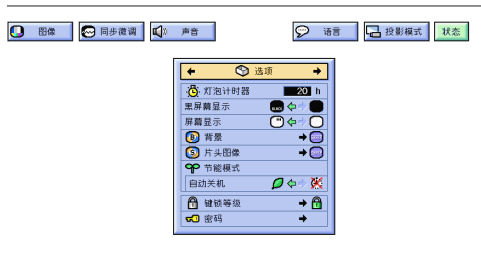 图像 同步微调 声音 语言 投影模式 状态
选项
灯泡计时器 20 h
黑屏幕显示
屏幕显示
背景
片头图像
节能模式
自动关机
键锁等级
密码